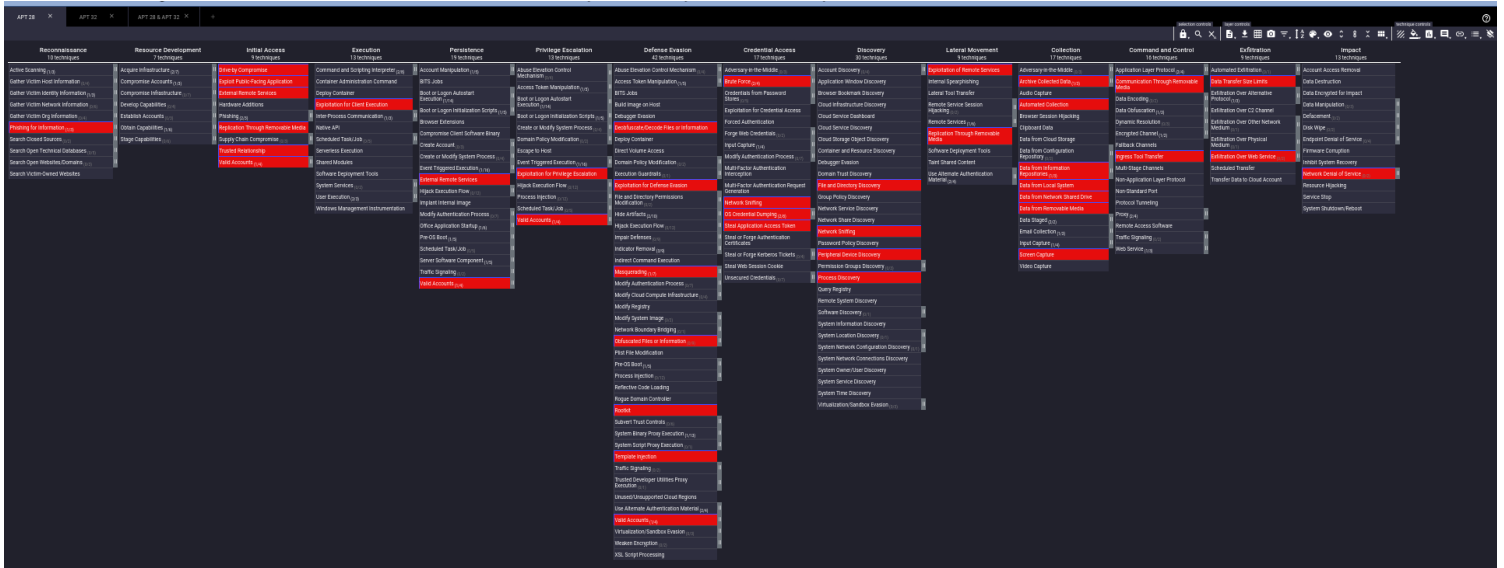 APT 28 ×
APT 32 ×
APT 28 & APT 32 ×
+
selection controls
layer controls
technique controls
Reconnaissance
10 techniques
Active Scanning
Gather Victim Host Information
Gather Victim Identity Information
Gather Victim Network Information
Gather Victim Org Information
Phishing for Information
Search Closed Sources
Search Open Technical Databases
Search Open Websites/Domains
Search Victim-Owned Websites
Resource Development
7 techniques
Acquire Infrastructure
Compromise Accounts
Compromise Infrastructure
Develop Capabilities
Establish Accounts
Obtain Capabilities
Stage Capabilities
Initial Access
9 techniques
Drive-by Compromise
Exploit Public-Facing Application
External Remote Services
Hardware Additions
Phishing
Replication Through Removable Media
Supply Chain Compromise
Trusted Relationship
Valid Accounts
Execution
13 techniques
Command and Scripting Interpreter
Container Administration Command
Deploy Container
Exploitation for Client Execution
Inter-Process Communication
Native API
Scheduled Task/Job
Serverless Execution
Shared Modules
Software Deployment Tools
System Services
User Execution
Windows Management Instrumentation
Persistence
19 techniques
Account Manipulation
BITS Jobs
Boot or Logon Autostart
Execution
Boot or Logon Initialization Scripts
Browser Extensions
Compromise Client Software Binary
Create Account
Create or Modify System Process
Event Triggered Execution
External Remote Services
Hijack Execution Flow
Implant Internal Image
Modify Authentication Process
Office Application Startup
Pre-OS Boot
Scheduled Task/Job
Server Software Component
Traffic Signaling
Valid Accounts
Privilege Escalation
13 techniques
Abuse Elevation Control
Mechanism
Access Token Manipulation
Boot or Logon Autostart
Execution
Boot or Logon Initialization Scripts
Create or Modify System Process
Domain Policy Modification
Escape to Host
Event Triggered Execution
Exploitation for Privilege Escalation
Hijack Execution Flow
Process Injection
Scheduled Task/Job
Valid Accounts
Defense Evasion
42 techniques
Abuse Elevation Control Mechanism
Access Token Manipulation
BITS Jobs
Build Image on Host
Debugger Evasion
Deobfuscate/Decode Files or Information
Deploy Container
Direct Volume Access
Domain Policy Modification
Execution Guardrails
Exploitation for Defense Evasion
File and Directory Permissions
Modification
Hide Artifacts
Hijack Execution Flow
Impair Defenses
Indicator Removal
Indirect Command Execution
Masquerading
Modify Authentication Process
Modify Cloud Compute Infrastructure
Modify Registry
Modify System Image
Network Boundary Bridging
Obfuscated Files or Information
Plist File Modification
Pre-OS Boot
Process Injection
Reflective Code Loading
Rogue Domain Controller
Rootkit
Subvert Trust Controls
System Binary Proxy Execution
System Script Proxy Execution
Template Injection
Traffic Signaling
Trusted Developer Utilities Proxy
Execution
Unused/Unsupported Cloud Regions
Use Alternate Authentication Material
Valid Accounts
Virtualization/Sandbox Evasion
Weaken Encryption
XSL Script Processing
Credential Access
17 techniques
Adversary-in-the-Middle
Brute Force
Credentials from Password
Stores
Exploitation for Credential Access
Forced Authentication
Forge Web Credentials
Input Capture
Modify Authentication Process
Multi-Factor Authentication
Interception
Multi-Factor Authentication Request
Generation
Network Sniffing
OS Credential Dumping
Steal Application Access Token
Steal or Forge Authentication
Certificates
Steal or Forge Kerberos Tickets
Steal Web Session Cookie
Unsecured Credentials
Discovery
30 techniques
Account Discovery
Application Window Discovery
Browser Bookmark Discovery
Cloud Infrastructure Discovery
Cloud Service Dashboard
Cloud Service Discovery
Cloud Storage Object Discovery
Container and Resource Discovery
Debugger Evasion
Domain Trust Discovery
File and Directory Discovery
Group Policy Discovery
Network Service Discovery
Network Share Discovery
Network Sniffing
Password Policy Discovery
Peripheral Device Discovery
Permission Groups Discovery
Process Discovery
Query Registry
Remote System Discovery
Software Discovery
System Information Discovery
System Location Discovery
System Network Configuration Discovery
System Network Connections Discovery
System Owner/User Discovery
System Service Discovery
System Time Discovery
Virtualization/Sandbox Evasion
Lateral Movement
9 techniques
Exploitation of Remote Services
Internal Spearphishing
Lateral Tool Transfer
Remote Service Session
Hijacking
Remote Services
Replication Through Removable
Media
Software Deployment Tools
Taint Shared Content
Use Alternate Authentication
Material
Collection
17 techniques
Adversary-in-the-Middle
Archive Collected Data
Audio Capture
Automated Collection
Browser Session Hijacking
Clipboard Data
Data from Cloud Storage
Data from Configuration
Repository
Data from Information
Repositories
Data from Local System
Data from Network Shared Drive
Data from Removable Media
Data Staged
Email Collection
Input Capture
Screen Capture
Video Capture
Command and Control
16 techniques
Application Layer Protocol
Communication Through Removable
Media
Data Encoding
Data Obfuscation
Dynamic Resolution
Encrypted Channel
Fallback Channels
Ingress Tool Transfer
Multi-Stage Channels
Non-Application Layer Protocol
Non-Standard Port
Protocol Tunneling
Proxy
Remote Access Software
Traffic Signaling
Web Service
Exfiltration
9 techniques
Automated Exfiltration
Data Transfer Size Limits
Exfiltration Over Alternative
Protocol
Exfiltration Over C2 Channel
Exfiltration Over Other Network
Medium
Exfiltration Over Physical
Medium
Exfiltration Over Web Service
Scheduled Transfer
Transfer Data to Cloud Account
Impact
13 techniques
Account Access Removal
Data Destruction
Data Encrypted for Impact
Data Manipulation
Defacement
Disk Wipe
Endpoint Denial of Service
Firmware Corruption
Inhibit System Recovery
Network Denial of Service
Resource Hijacking
Service Stop
System Shutdown/Reboot